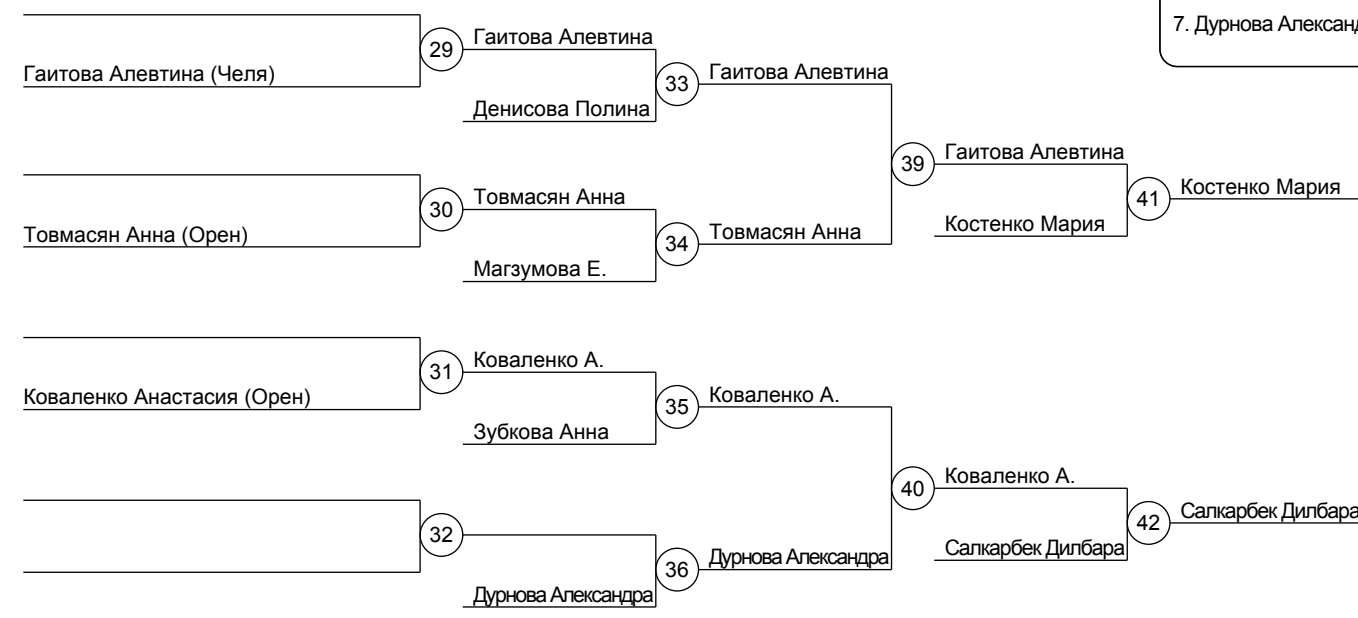 7. Дурнова Александ
29 Гаитова Алевтина
Гаитова Алевтина (Челя)
33 Гаитова Алевтина
Денисова Полина
39 Гаитова Алевтина
30 Товмасян Анна
Товмасян Анна (Орен)
41 Костенко Мария
Костенко Мария
34 Товмасян Анна
Магзумова Е.
31 Коваленко А.
Коваленко Анастасия (Орен)
35 Коваленко А.
Зубкова Анна
40 Коваленко А.
42 Салкарбек Дилбара
32
Салкарбек Дилбара
36 Дурнова Александра
Дурнова Александра